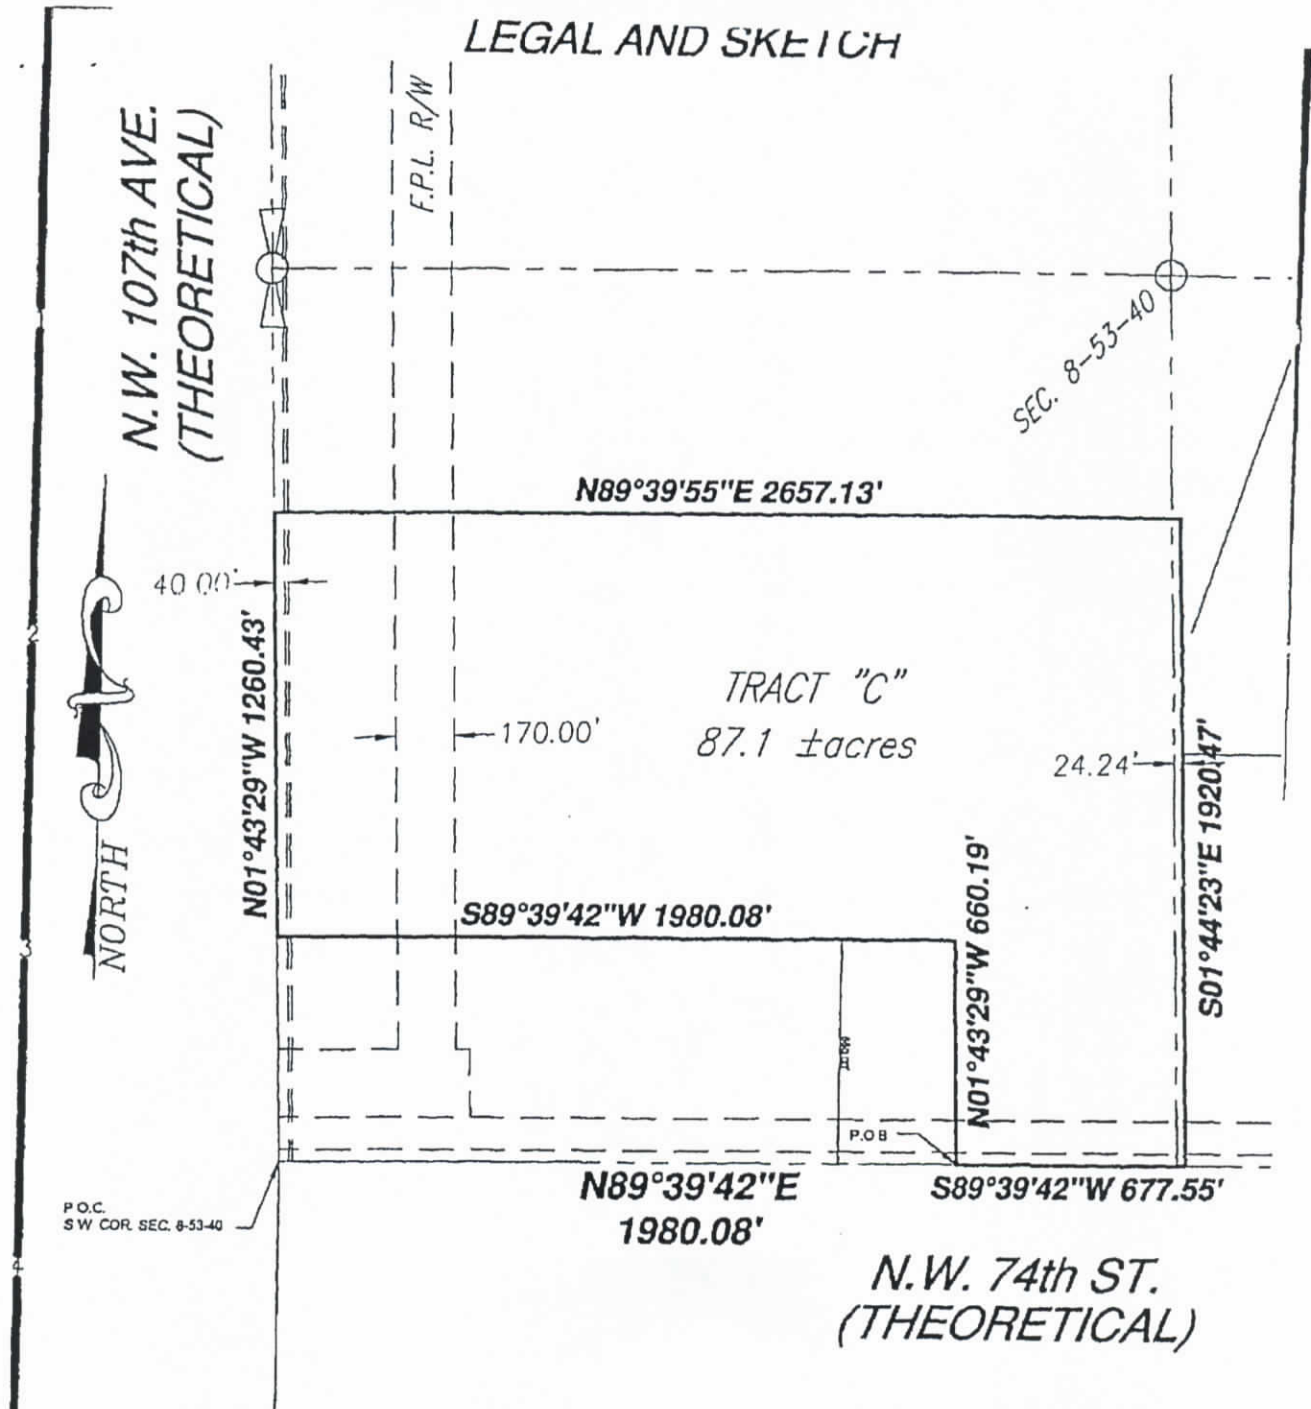 LEGAL AND SKETCH
N.W. 107th AVE.
(THEORETICAL)
F.P.L. R/W
SEC. 8-53-40
N89°39'55"E 2657.13'
40 00'
N01°43'29"W 1260.43'
TRACT "C"
87.1 ±acres
170.00'
24.24'
S01°44'23"E 1920.47'
NORTH
S89°39'42"W 1980.08'
N01°43'29"W 660.19'
P.O B
P O.C.
S W COR. SEC. 8-53-40
N89°39'42"E
1980.08'
S89°39'42"W 677.55'
N.W. 74th ST.
(THEORETICAL)
2
3
4